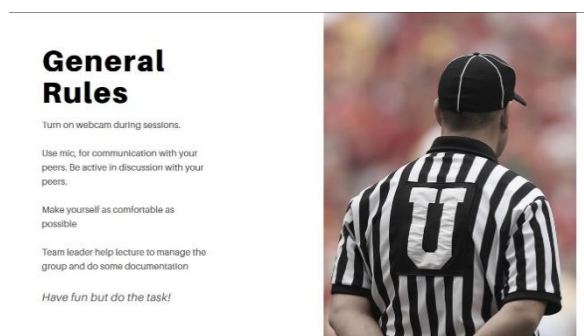 General
Rules
Turn on webcam during sessions.
Use mic, for communication with your
peers. Be active in discussion with your
peers.
Make yourself as comfortable as
possible
Team leader help lecture to manage the
group and do some documentation
Have fun but do the task!
U